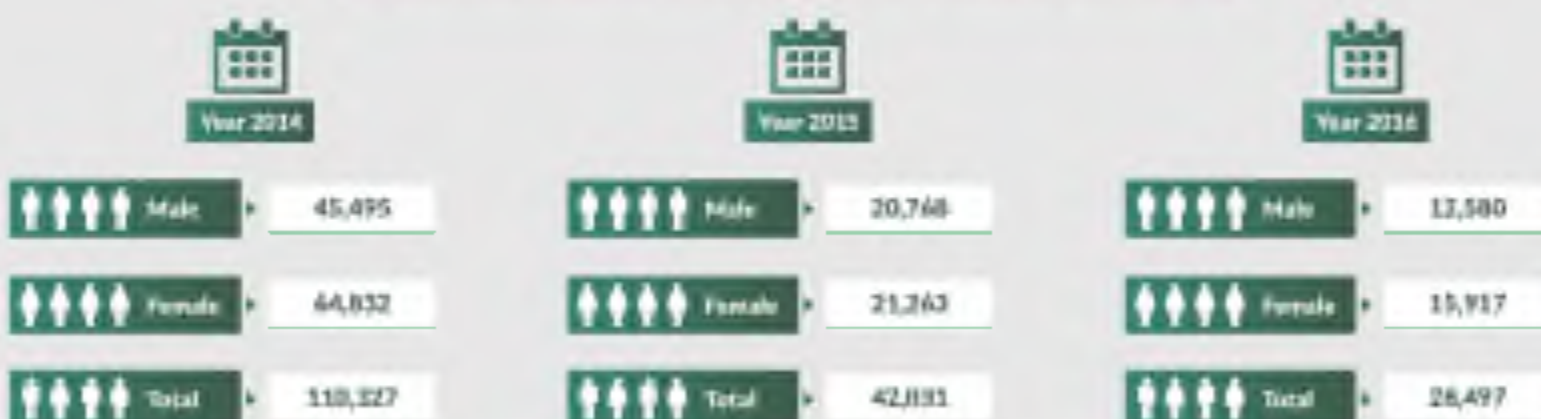 Year 2014 Year 2015 Year 2016
Male 45,495 Male 20,768 Male 12,580
Female 64,832 Female 21,263 Female 15,917
Total 110,327 Total 42,031 Total 28,497